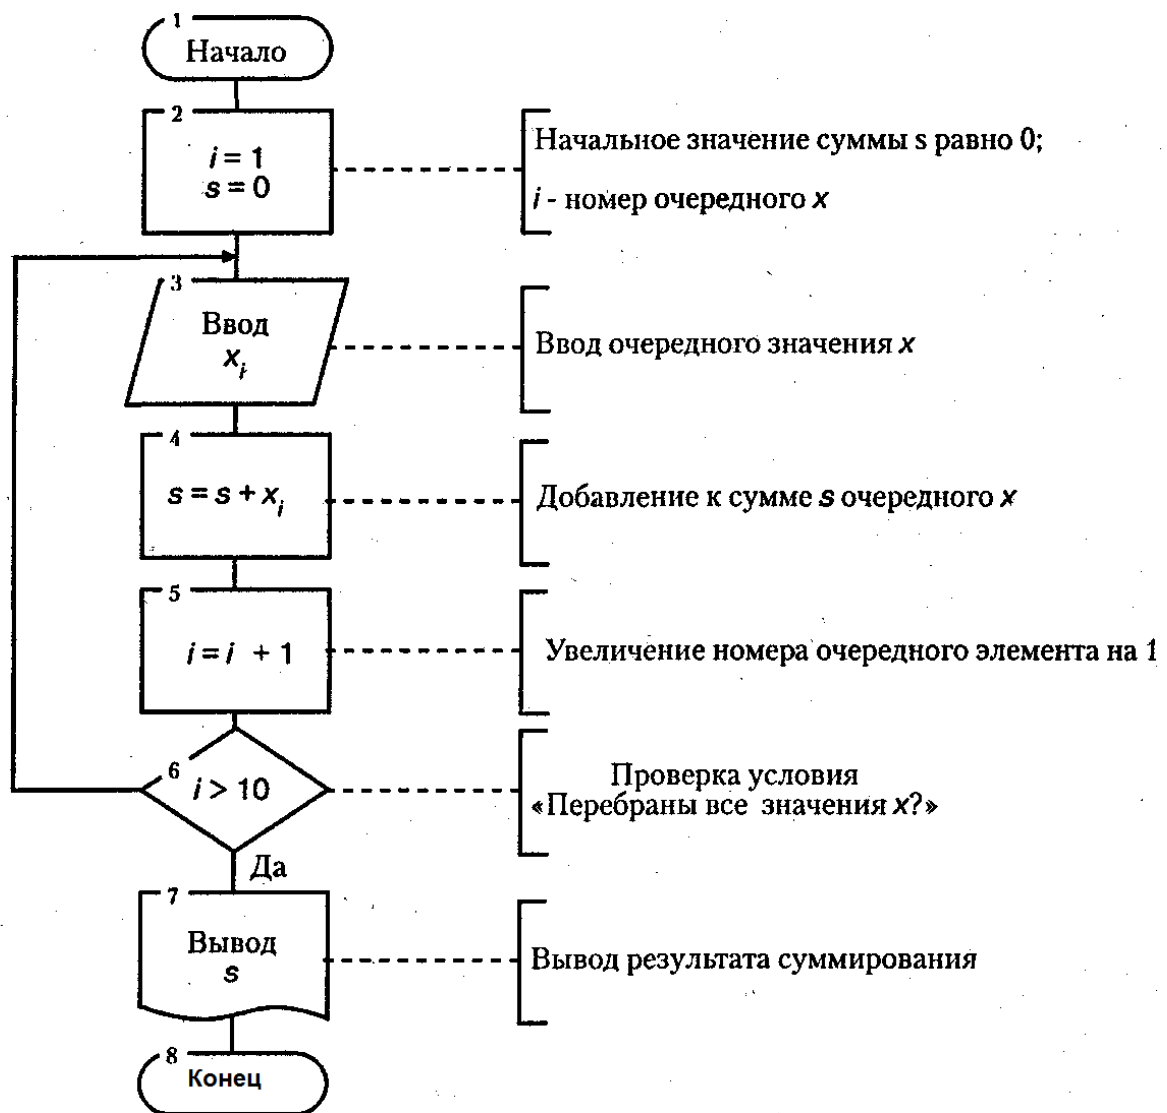 1
Начало
2
i = 1
s = 0
Начальное значение суммы s равно 0;
i - номер очередного x
3
Ввод
xi
Ввод очередного значения x
4
s = s + xi
Добавление к сумме s очередного x
5
i = i + 1
Увеличение номера очередного элемента на 1
6
i > 10
Проверка условия
«Перебраны все значения x?»
Да
7
Вывод
s
Вывод результата суммирования
8
Конец